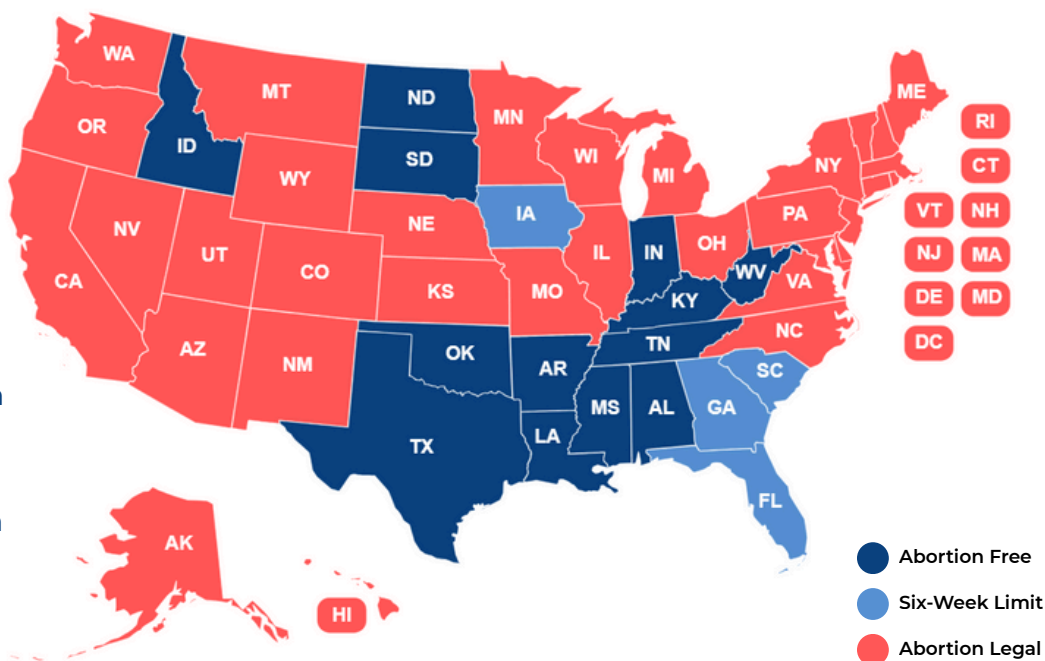 WA
MT
ND
MN
ME
OR
ID
SD
WI
MI
NY
RI
CT
WY
IA
NE
PA
VT NH
NV
UT
CO
IL
IN
OH
WV
VA
NJ MA
CA
KS
MO
KY
DE MD
AZ
NM
OK
AR
TN
NC
DC
SC
MS
AL
GA
TX
LA
FL
AK
HI
Abortion Free
Six-Week Limit
Abortion Legal